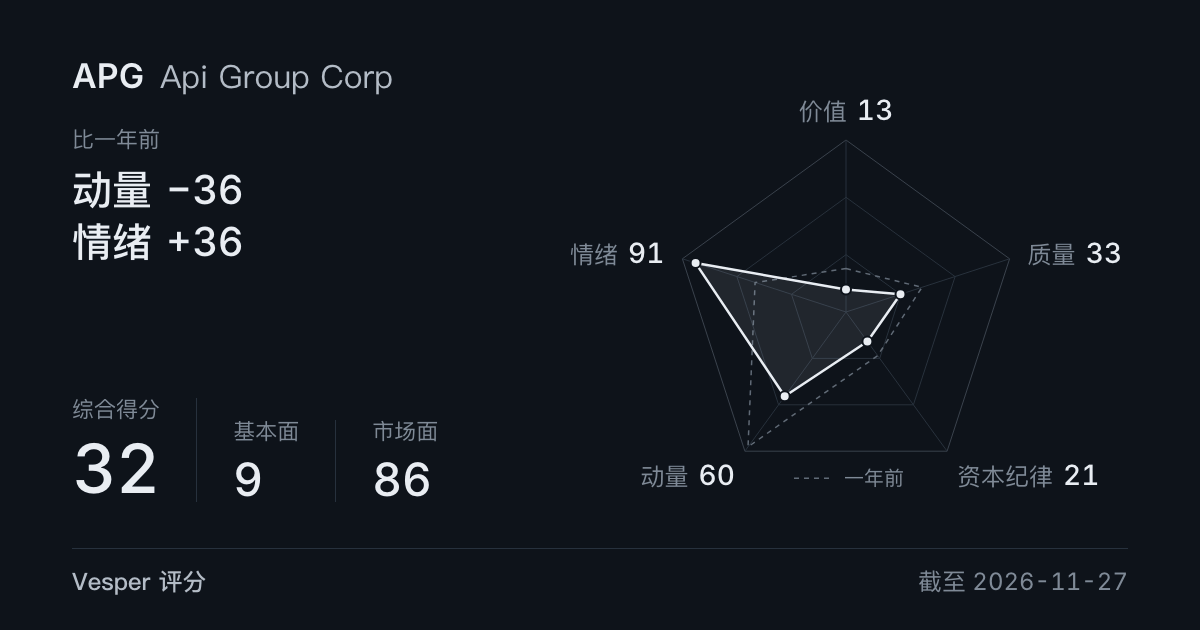 APG Api Group Corp
比一年前
动量 −36
情绪 +36
综合得分
32
基本面
9
市场面
86
价值 13
情绪 91
质量 33
动量 60
一年前
资本纪律 21
Vesper 评分
截至 2026-11-27